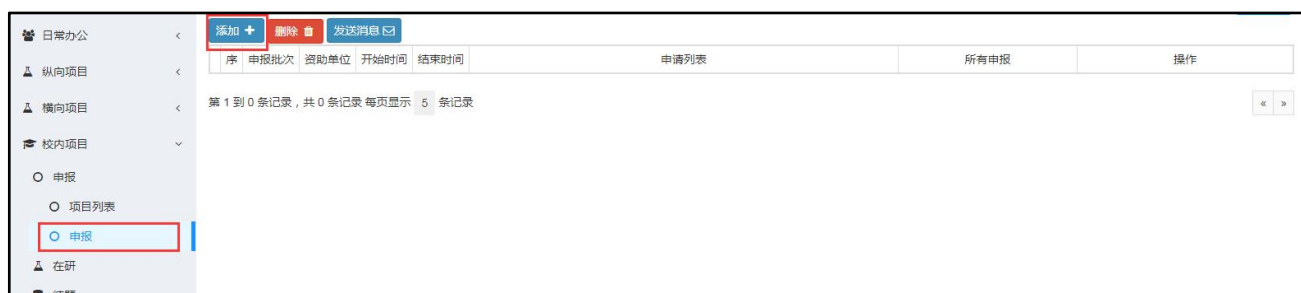 日常办公
纵向项目
横向项目
校内项目
申报
项目列表
申报
在研
添加 删除 发送消息
序 申报批次 资助单位 开始时间 结束时间 申请列表 所有申报 操作
第 1 到 0 条记录，共 0 条记录 每页显示 5 条记录
« »